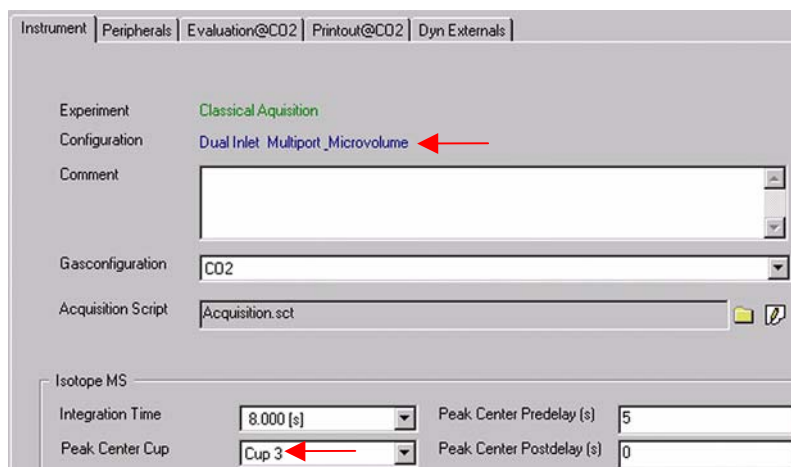 Instrument Peripherals Evaluation@CO2 Printout@CO2 Dyn Externals
Experiment Classical Aquisition
Configuration Dual Inlet Multiport_Microvolume
Comment
Gasconfiguration CO2
Acquisition Script Acquisition.sct
Isotope MS
Integration Time 8.000 [s] Peak Center Predelay (s) 5
Peak Center Cup Cup 3 Peak Center Postdelay (s) 0